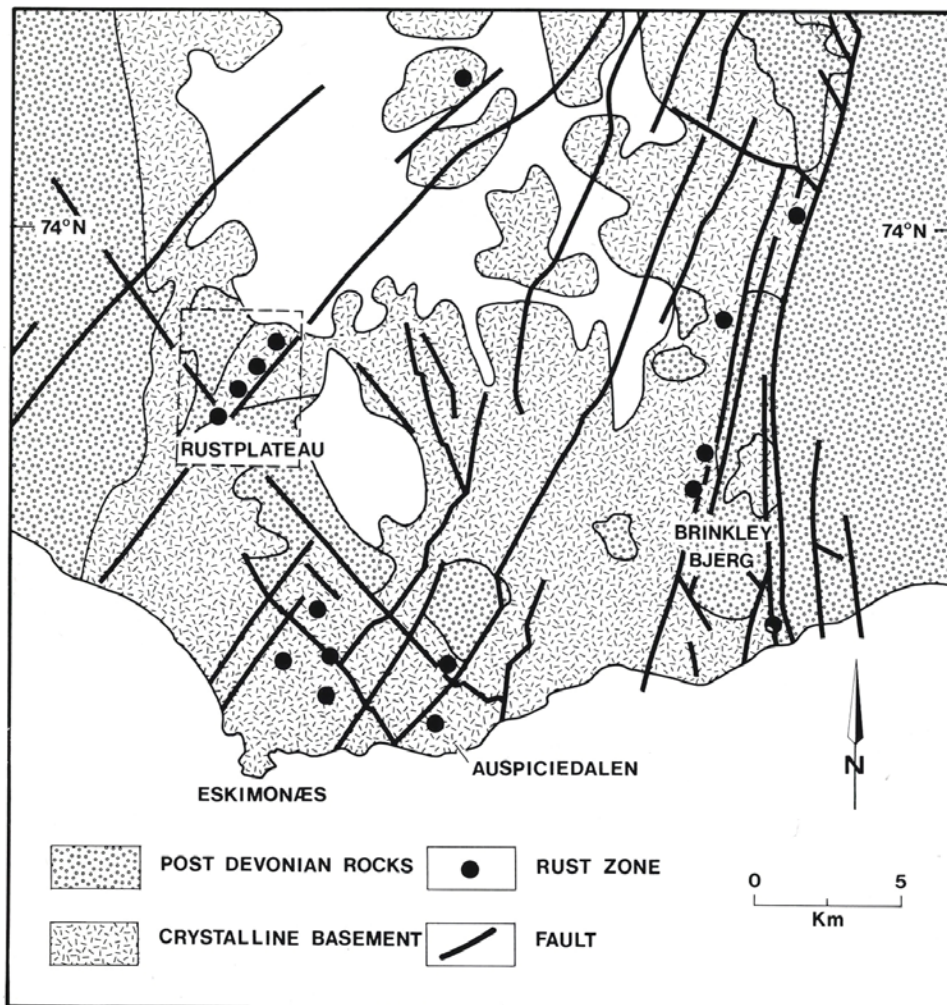 74°N
74°N
RUSTPLATEAU
BRINKLEY
BJERG
AUSPICIEDALEN
ESKIMONÆS
N
POST DEVONIAN ROCKS
RUST ZONE
CRYSTALLINE BASEMENT
FAULT
0 5
Km